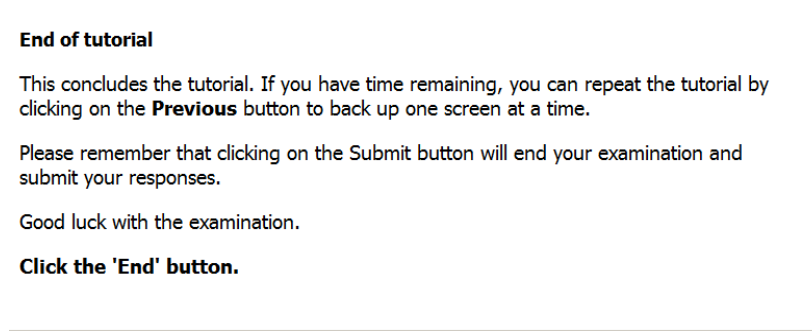 End of tutorial
This concludes the tutorial. If you have time remaining, you can repeat the tutorial by
clicking on the Previous button to back up one screen at a time.
Please remember that clicking on the Submit button will end your examination and
submit your responses.
Good luck with the examination.
Click the 'End' button.